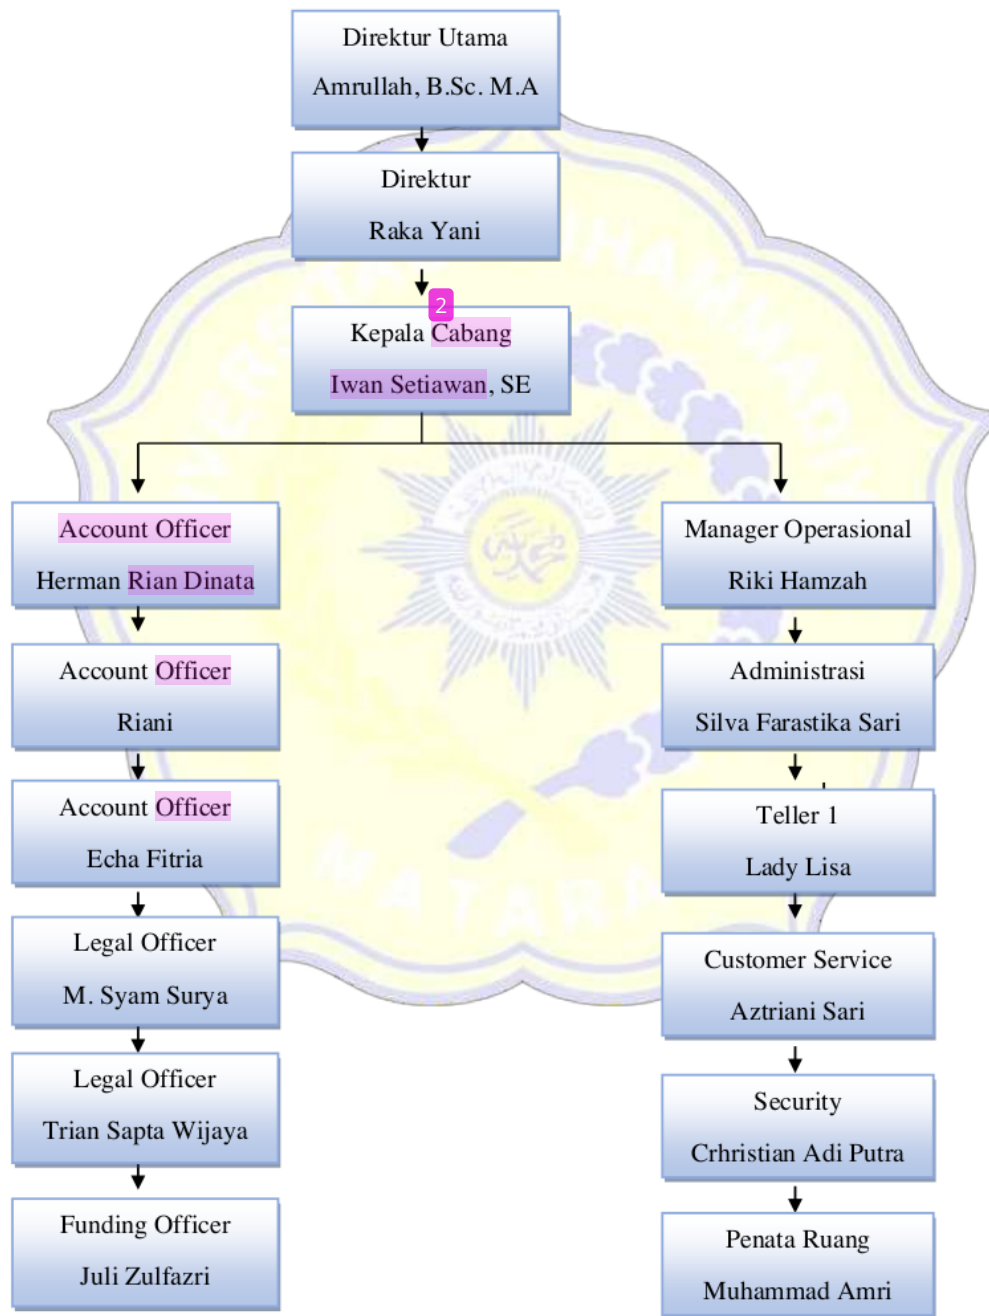 Direktur Utama
Amrullah, B.Sc. M.A
Direktur
Raka Yani
2
Kepala Cabang
Iwan Setiawan, SE
Account Officer
Herman Rian Dinata
Account Officer
Riani
Account Officer
Echa Fitria
Legal Officer
M. Syam Surya
Legal Officer
Trian Sapta Wijaya
Funding Officer
Juli Zulfazri
Manager Operasional
Riki Hamzah
Administrasi
Silva Farastika Sari
Teller 1
Lady Lisa
Customer Service
Aztriani Sari
Security
Crhristian Adi Putra
Penata Ruang
Muhammad Amri